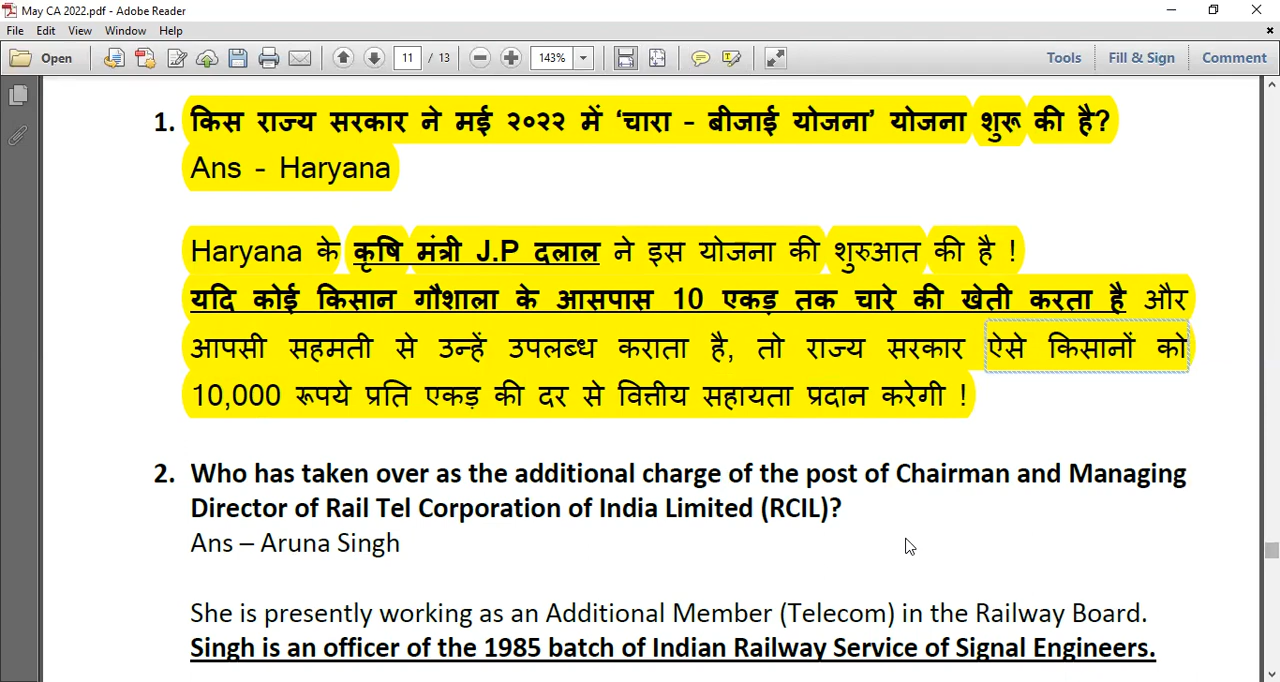 May CA 2022.pdf - Adobe Reader
File Edit View Window Help
Open 11 / 13 143% Tools Fill & Sign Comment
1. किस राज्य सरकार ने मई २०२२ में ‘चारा - बीजाई योजना’ योजना शुरू की है?
Ans - Haryana
Haryana के कृषि मंत्री J.P दलाल ने इस योजना की शुरुआत की है !
यदि कोई किसान गौशाला के आसपास 10 एकड़ तक चारे की खेती करता है और
आपसी सहमती से उन्हें उपलब्ध कराता है, तो राज्य सरकार ऐसे किसानों को
10,000 रूपये प्रति एकड़ की दर से वित्तीय सहायता प्रदान करेगी !
2. Who has taken over as the additional charge of the post of Chairman and Managing
Director of Rail Tel Corporation of India Limited (RCIL)?
Ans – Aruna Singh
She is presently working as an Additional Member (Telecom) in the Railway Board.
Singh is an officer of the 1985 batch of Indian Railway Service of Signal Engineers.